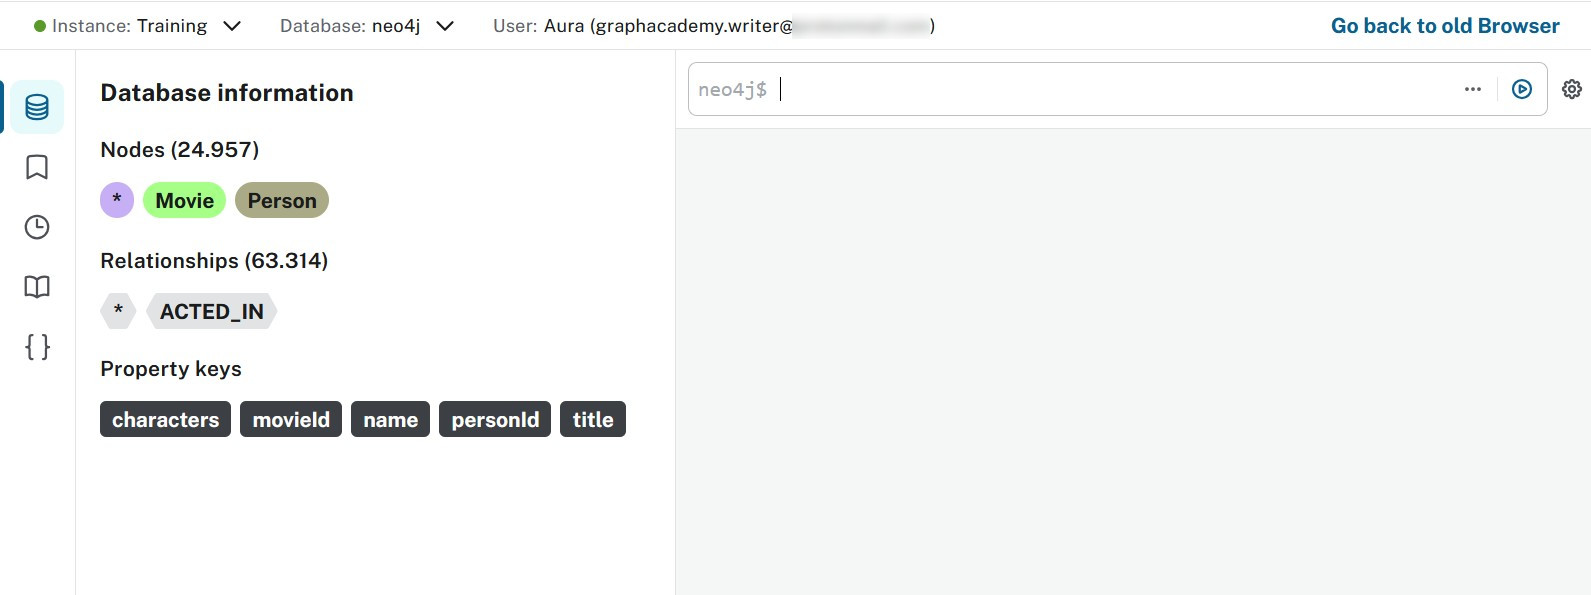 Instance: Training Database: neo4j User: Aura (graphacademy.writer@ ) Go back to old Browser
Database information
neo4j$
Nodes (24.957)
* Movie Person
Relationships (63.314)
* ACTED_IN
Property keys
characters movieId name personId title